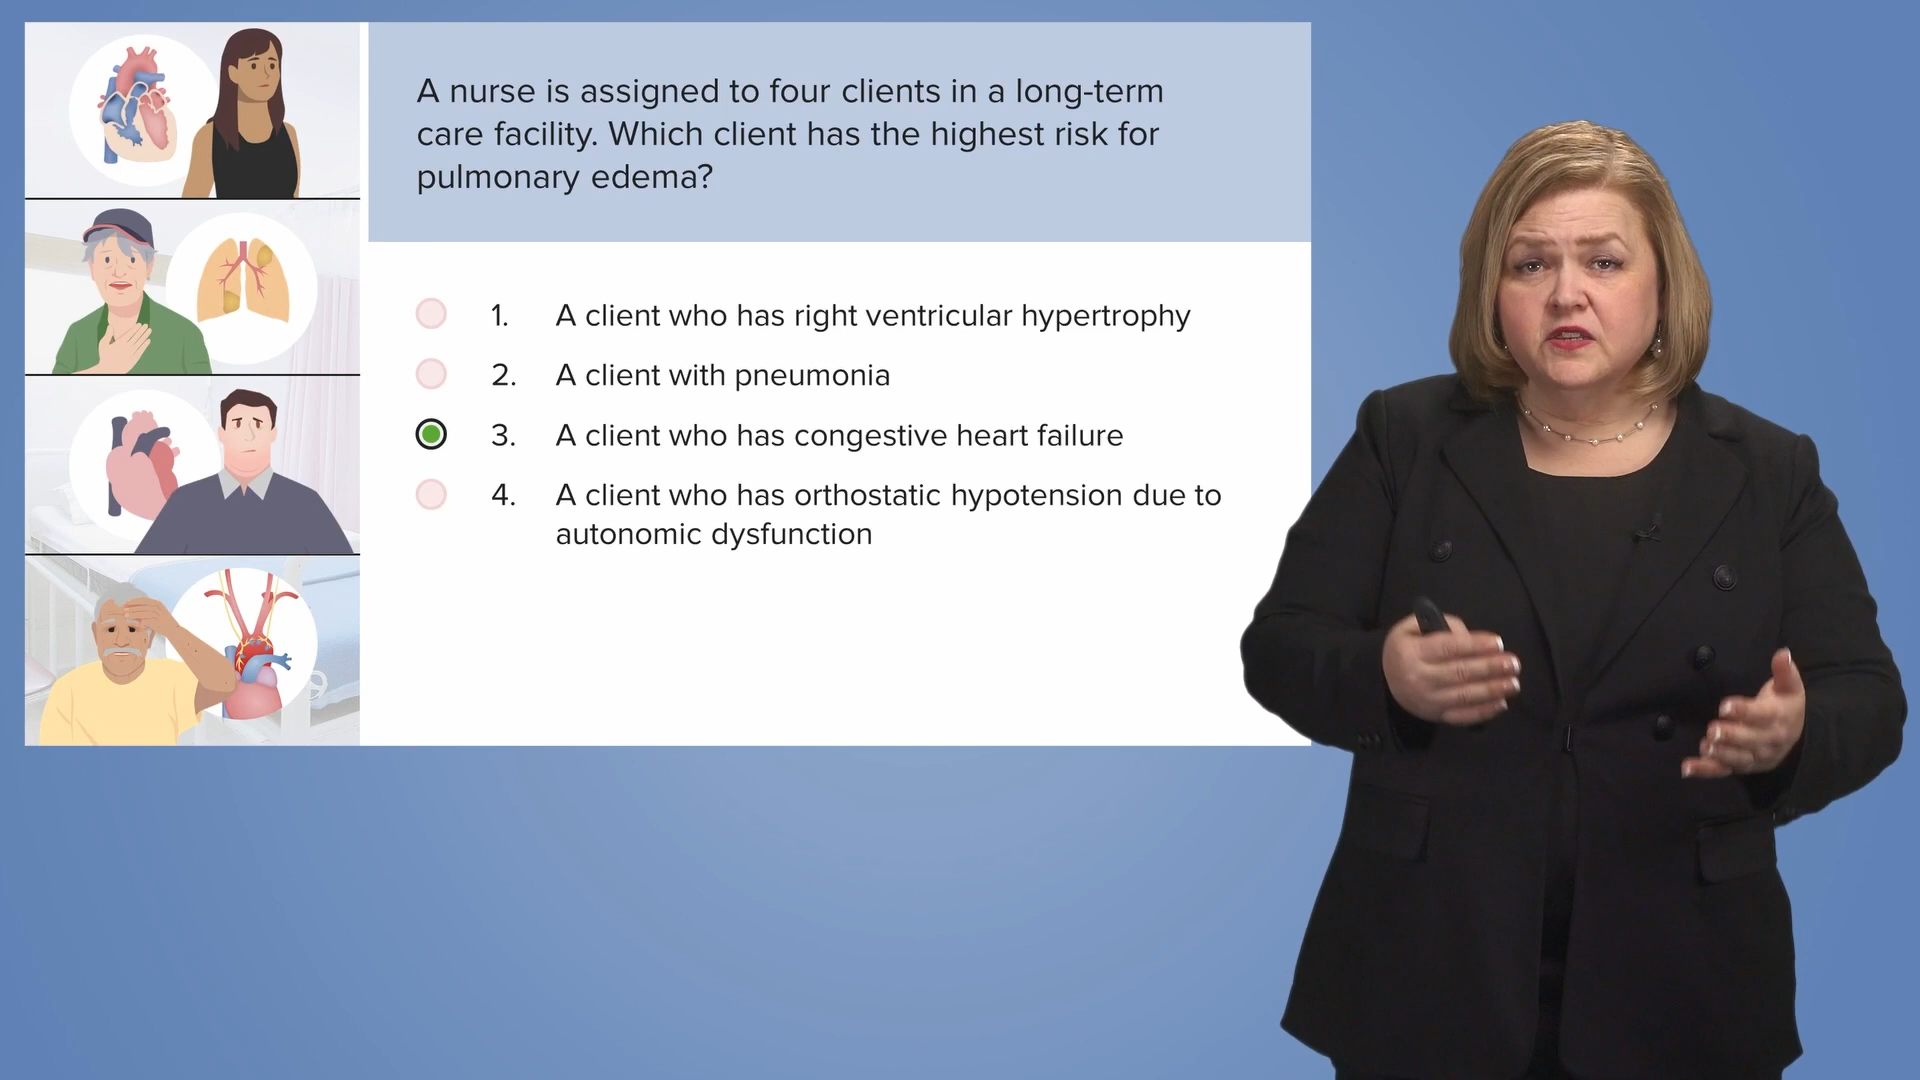 A nurse is assigned to four clients in a long-term
care facility. Which client has the highest risk for
pulmonary edema?
1. A client who has right ventricular hypertrophy
2. A client with pneumonia
3. A client who has congestive heart failure
4. A client who has orthostatic hypotension due to
autonomic dysfunction